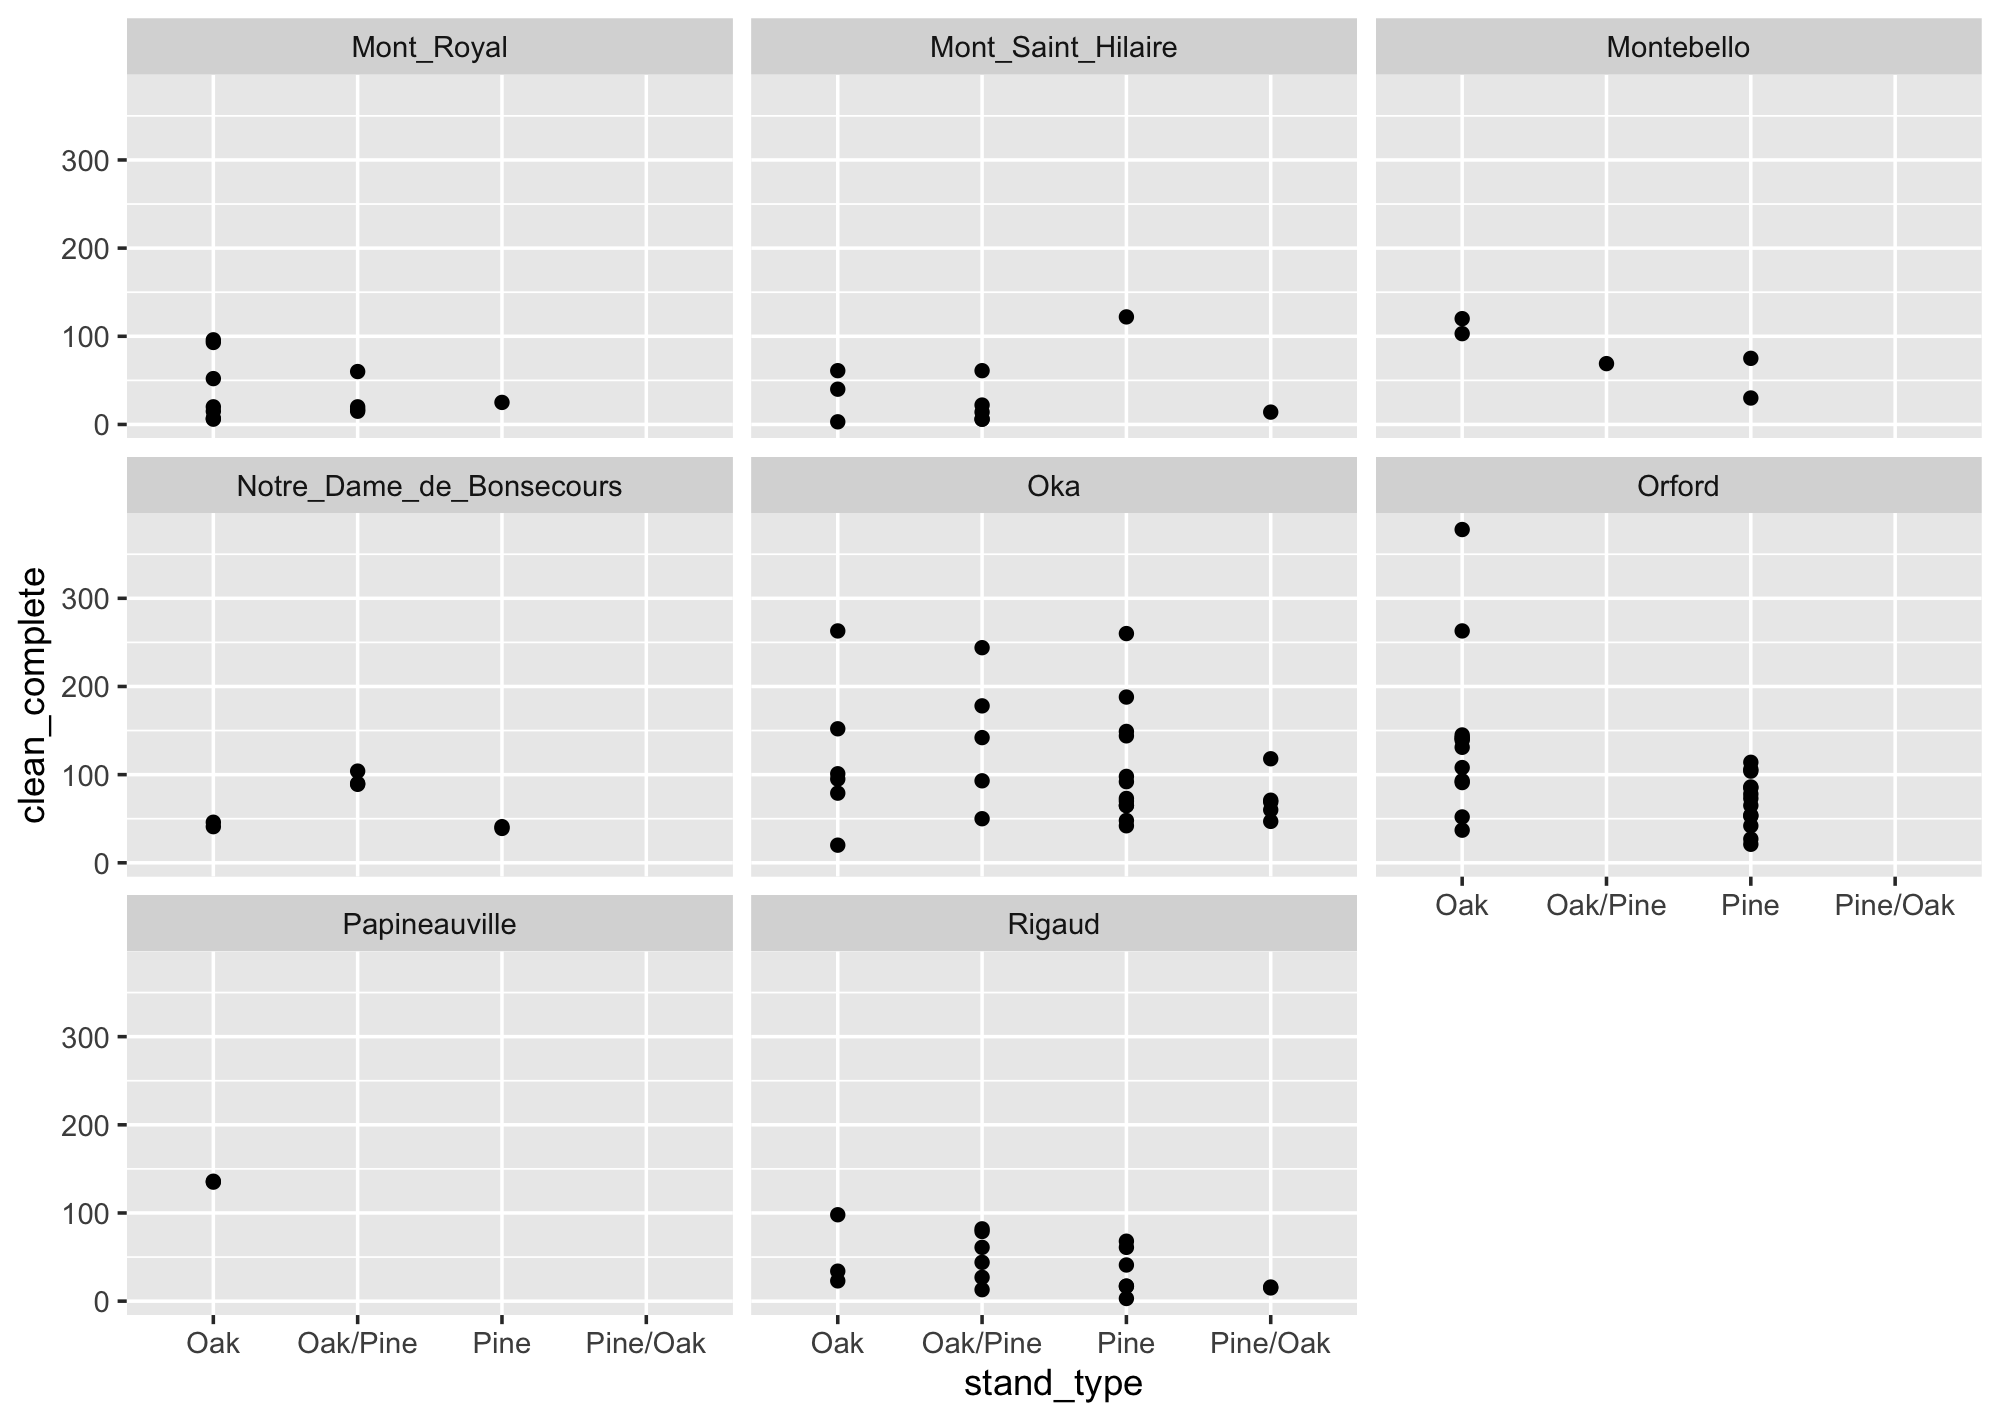 Mont_Royal
Mont_Saint_Hilaire
Montebello
300
200
100
0
Notre_Dame_de_Bonsecours
Oka
Orford
300
200
100
0
Oak Oak/Pine Pine Pine/Oak
Papineauville
Rigaud
300
200
100
0
Oak Oak/Pine Pine Pine/Oak
Oak Oak/Pine Pine Pine/Oak
clean_complete
stand_type